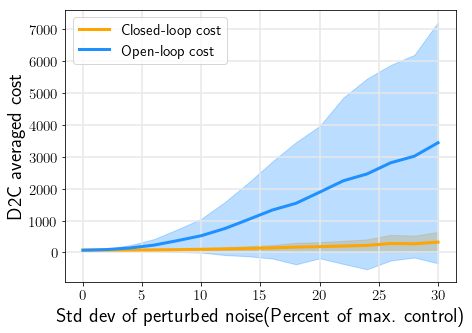 Closed-loop cost
Open-loop cost
D2C averaged cost
7000
6000
5000
4000
3000
2000
1000
0
0 5 10 15 20 25 30
Std dev of perturbed noise(Percent of max. control)